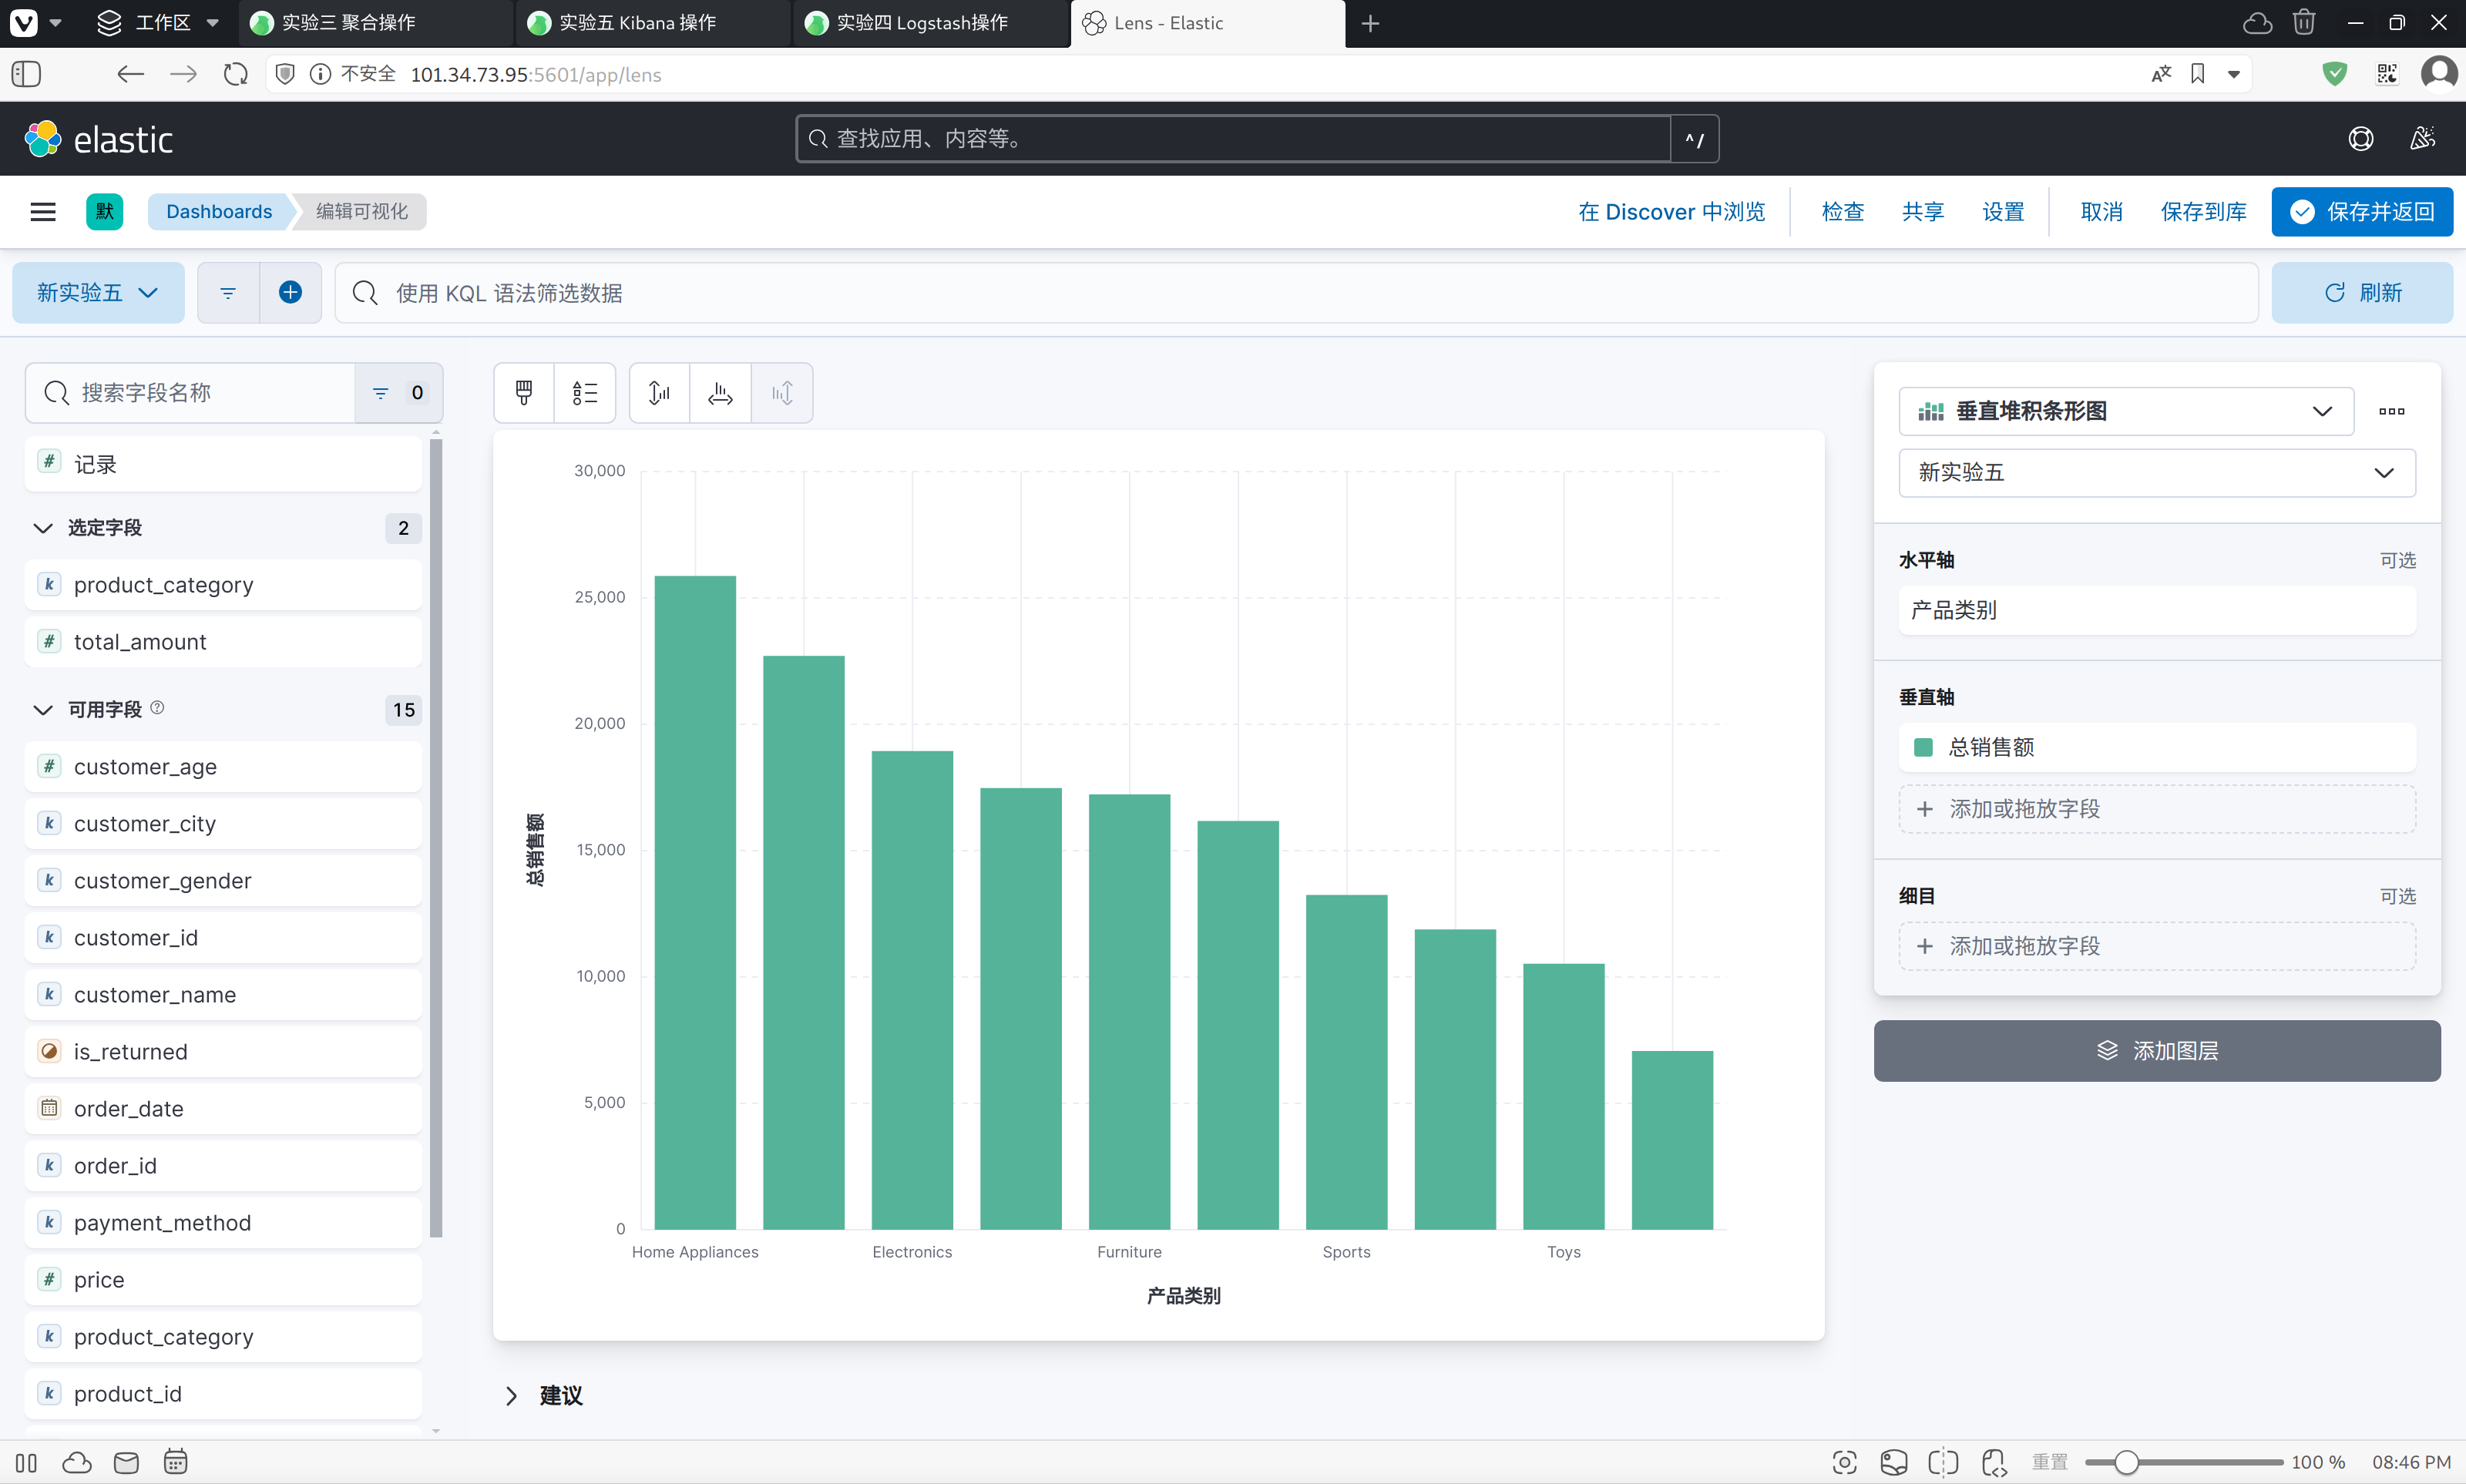 工作区
实验三 聚合操作
实验五 Kibana 操作
实验四 Logstash操作
Lens - Elastic
不安全 101.34.73.95:5601/app/lens
elastic
查找应用、内容等。
^/
默
Dashboards
编辑可视化
在 Discover 中浏览
检查
共享
设置
取消
保存到库
保存并返回
新实验五
使用 KQL 语法筛选数据
刷新
搜索字段名称
0
# 记录
选定字段
2
k product_category
# total_amount
可用字段
15
# customer_age
k customer_city
k customer_gender
k customer_id
k customer_name
is_returned
order_date
k order_id
k payment_method
# price
k product_category
k product_id
30,000
25,000
20,000
15,000
10,000
5,000
0
总销售额
Home Appliances
Electronics
Furniture
Sports
Toys
产品类别
建议
垂直堆积条形图
新实验五
水平轴
可选
产品类别
垂直轴
总销售额
添加或拖放字段
细目
可选
添加或拖放字段
添加图层
重置
100 %
08:46 PM